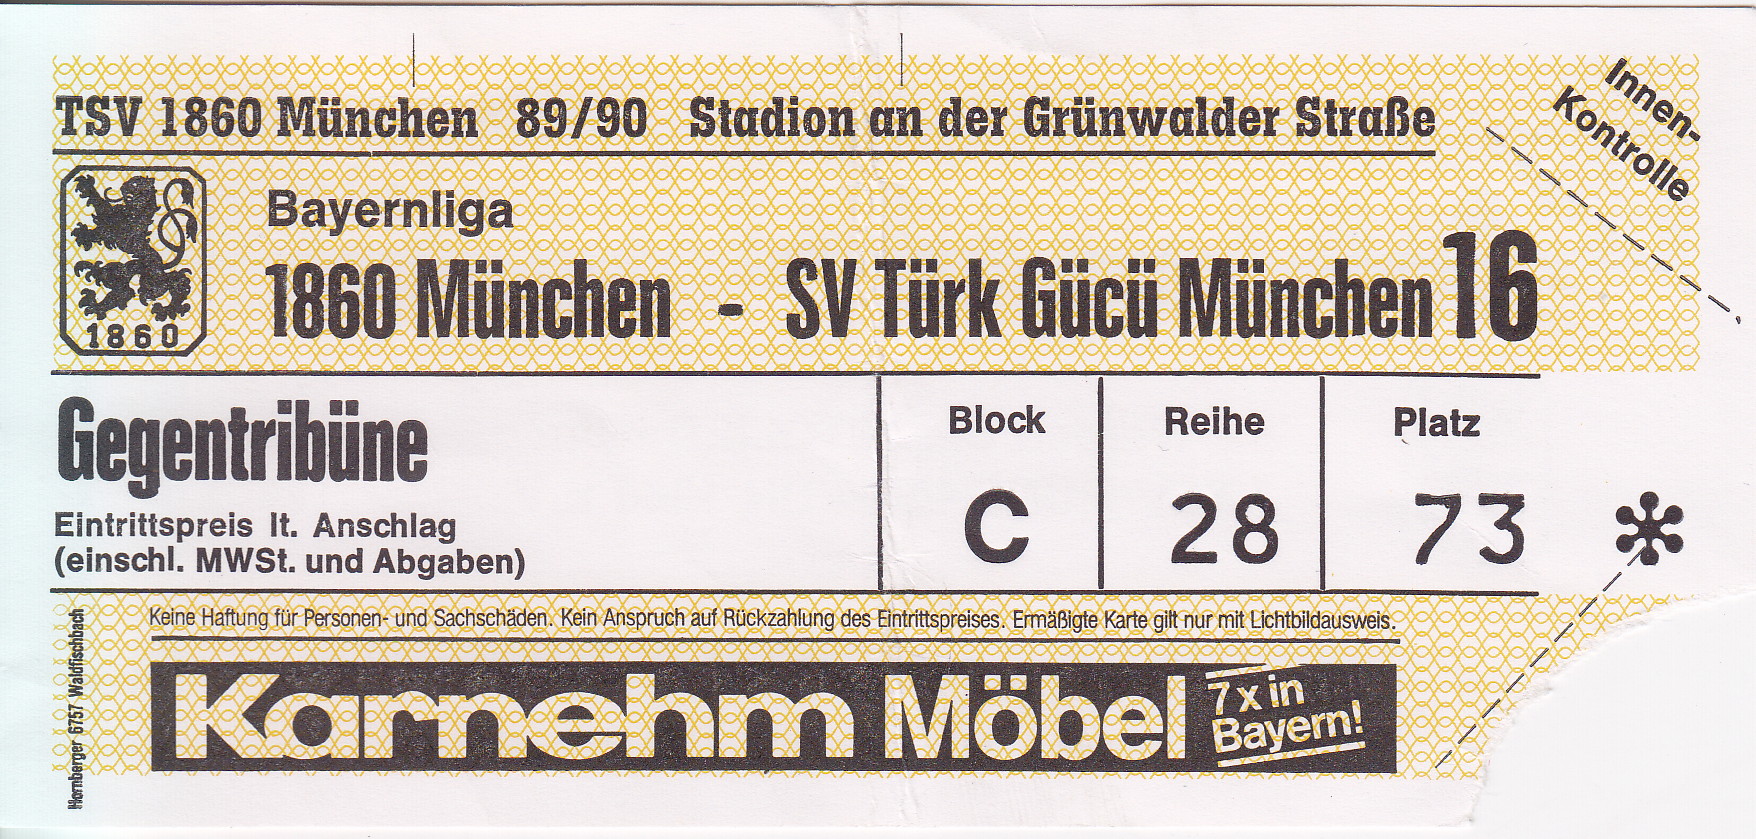 TSV 1860 München 89/90 Stadion an der Grünwalder Straße
Innen-
Kontrolle
Bayernliga
1860 München - SV Türk Gücü München 16
1860
Gegentribüne
Eintrittspreis lt. Anschlag
(einschl. MWSt. und Abgaben)
Block
C
Reihe
28
Platz
73
Keine Haftung für Personen- und Sachschäden. Kein Anspruch auf Rückzahlung des Eintrittspreises. Ermäßigte Karte gilt nur mit Lichtbildausweis.
Karnehm Möbel
7 x in
Bayern!
Hornberger 6757 Waldfischbach